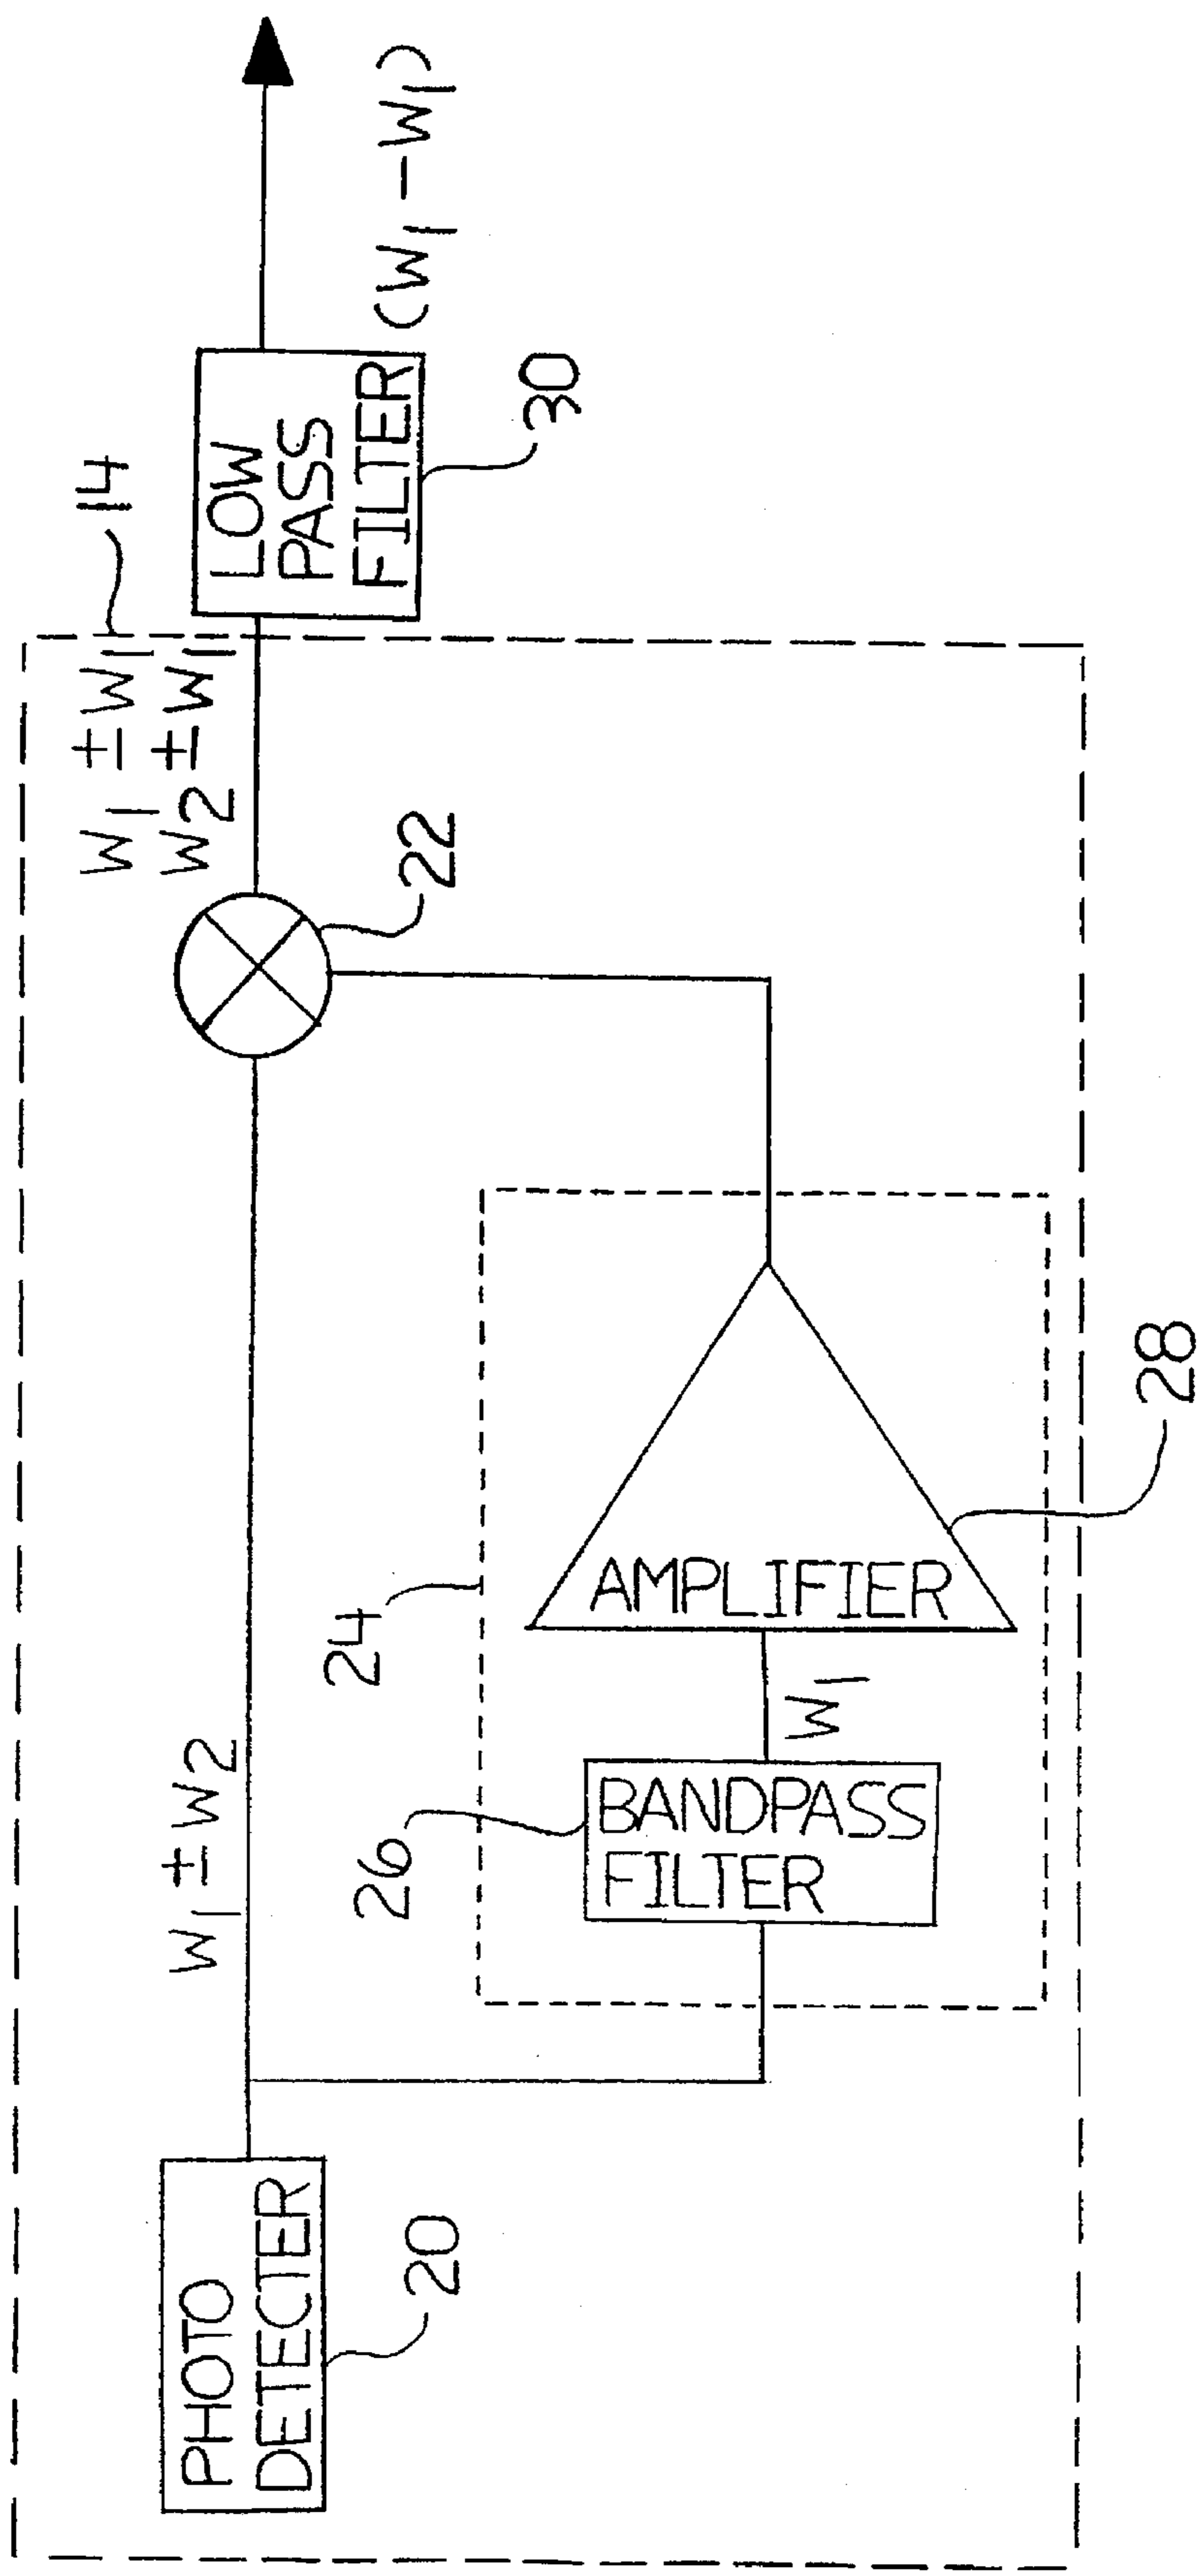 PHOTO
DETECTER
20
W1 ± W2
26
BANDPASS
FILTER
W1
24
AMPLIFIER
28
22
W1 ± W1
W2 ± W1
14
LOW
PASS
FILTER
30
(W1 - W1)